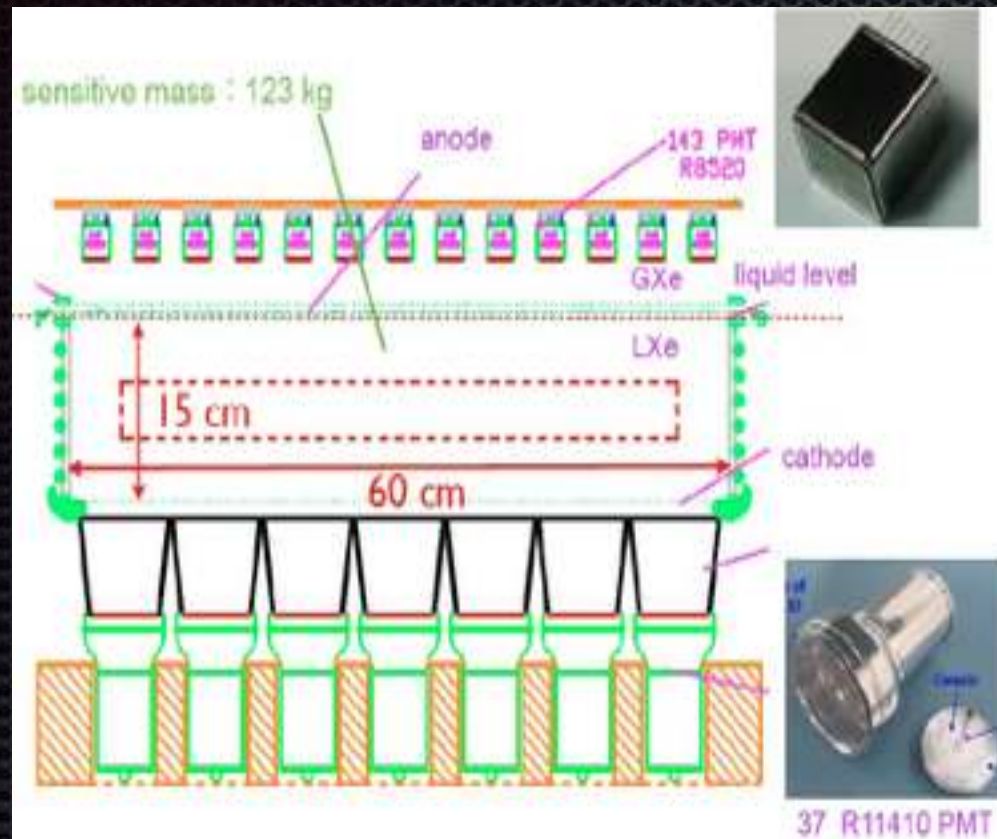 sensitive mass : 123 kg
anode
143 PMT
R8520
GXe
liquid level
LXe
15 cm
60 cm
cathode
37 R11410 PMT